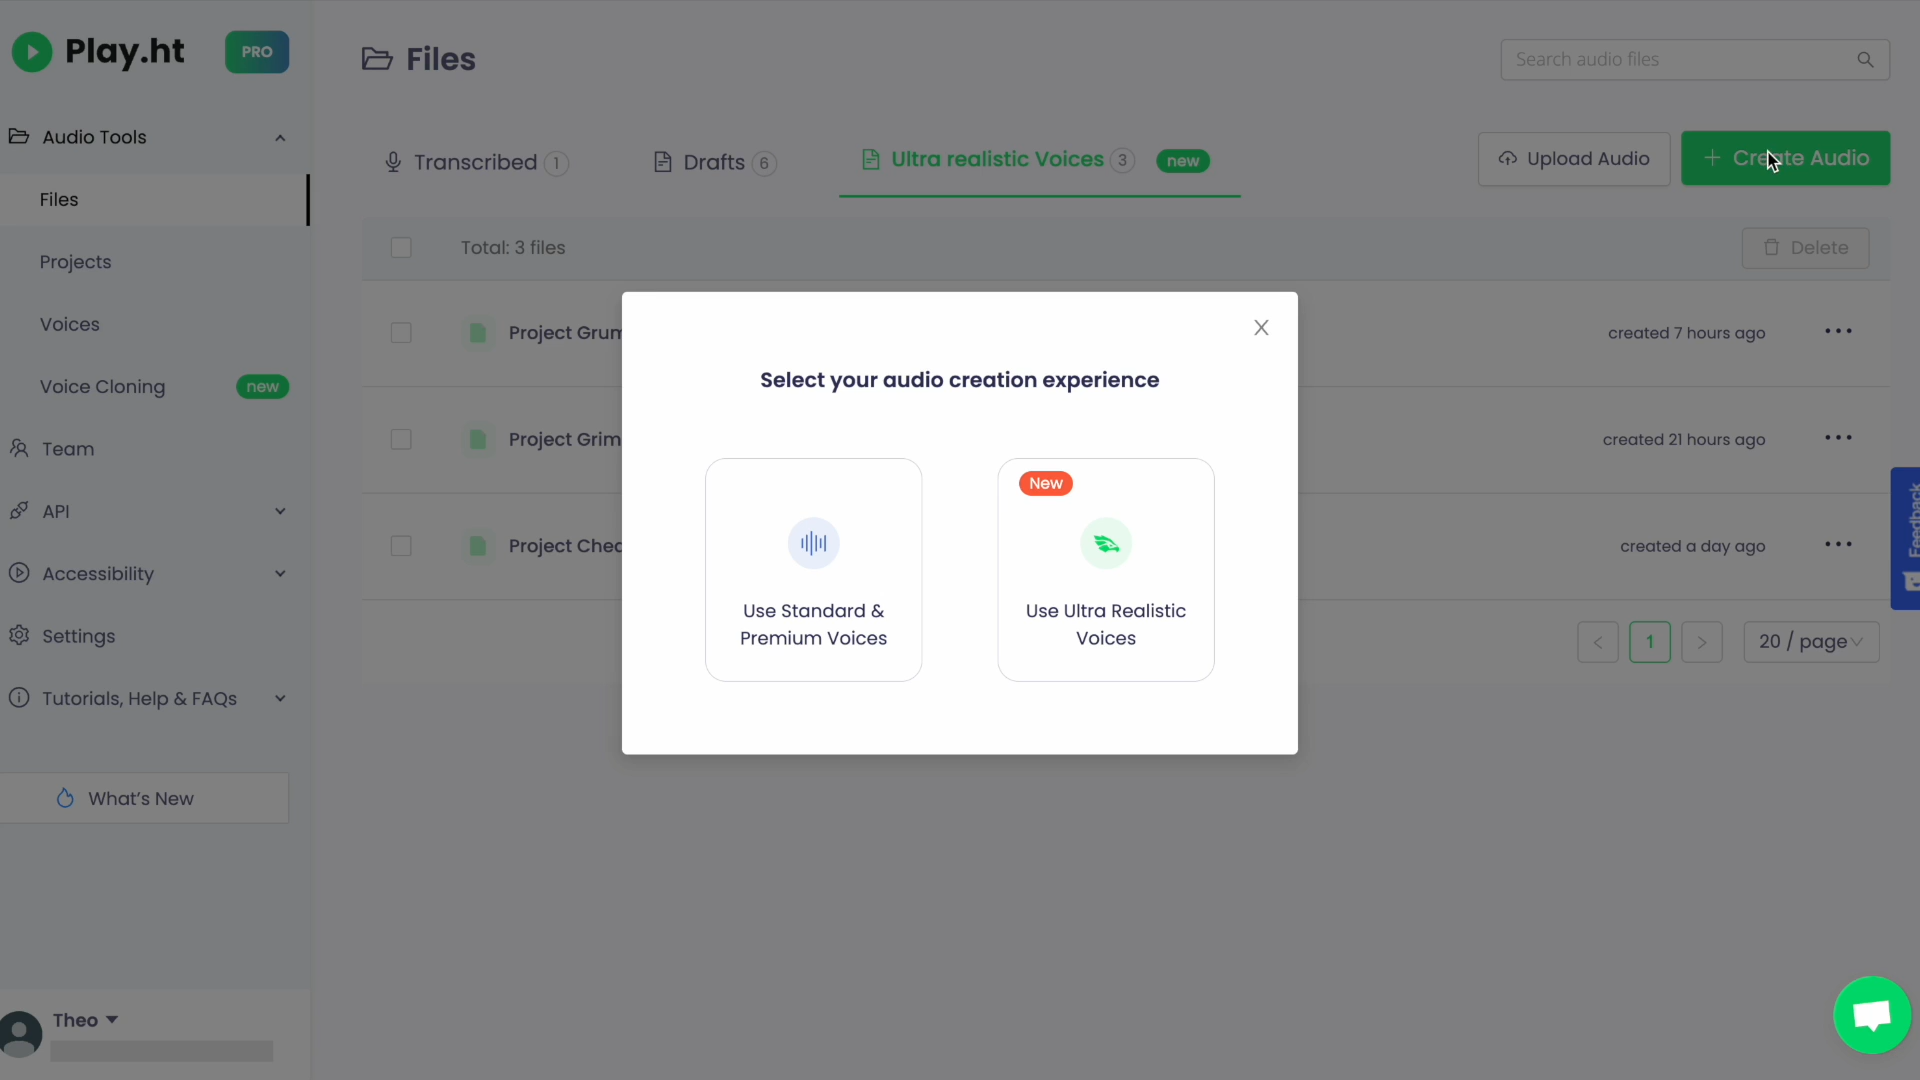 Play.ht
PRO
Audio Tools
Files
Projects
Voices
Voice Cloning new
Team
API
Accessibility
Settings
Tutorials, Help & FAQs
What's New
Theo
Files
Search audio files
Transcribed 1
Drafts 6
Ultra realistic Voices 3 new
Upload Audio
+ Create Audio
Total: 3 files
Delete
Project
created 7 hours ago
Project
created 21 hours ago
Project
created a day ago
< 1 >
20 / page
Select your audio creation experience
Use Standard &
Premium Voices
New
Use Ultra Realistic
Voices
Feedback